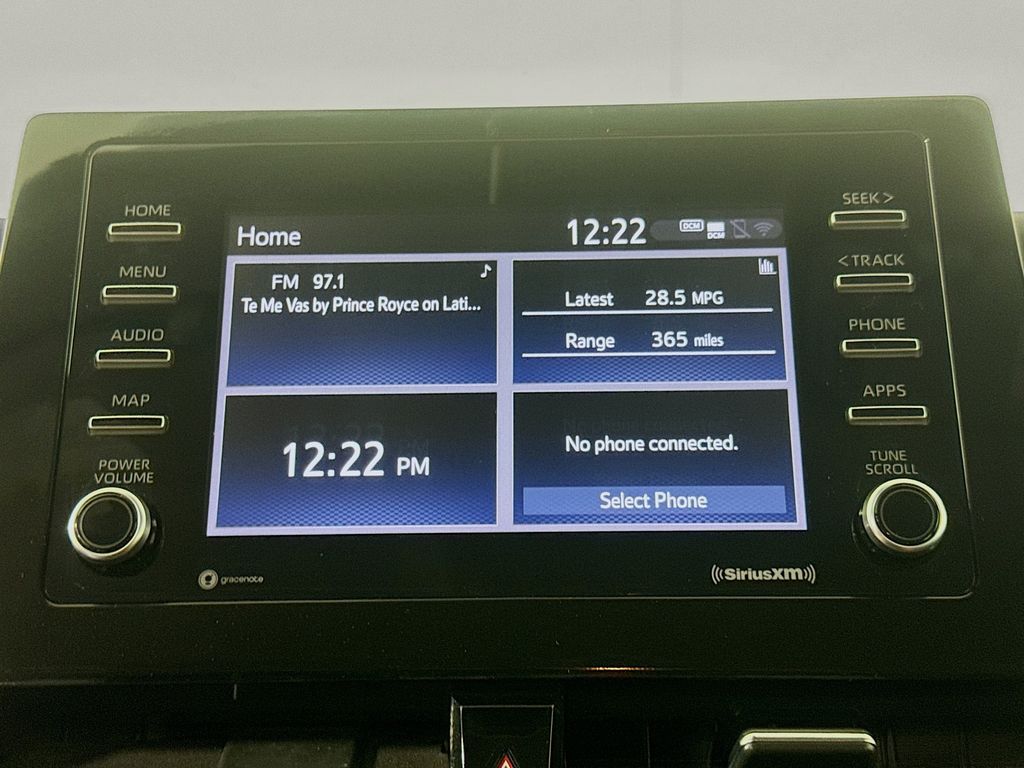 HOME
MENU
AUDIO
MAP
POWER
VOLUME
Home
12:22
DCM
DCM
FM 97.1
Te Me Vas by Prince Royce on Lati...
Latest 28.5 MPG
Range 365 miles
12:22 PM
No phone connected.
Select Phone
SEEK >
< TRACK
PHONE
APPS
TUNE
SCROLL
gracenote
((SiriusXM))